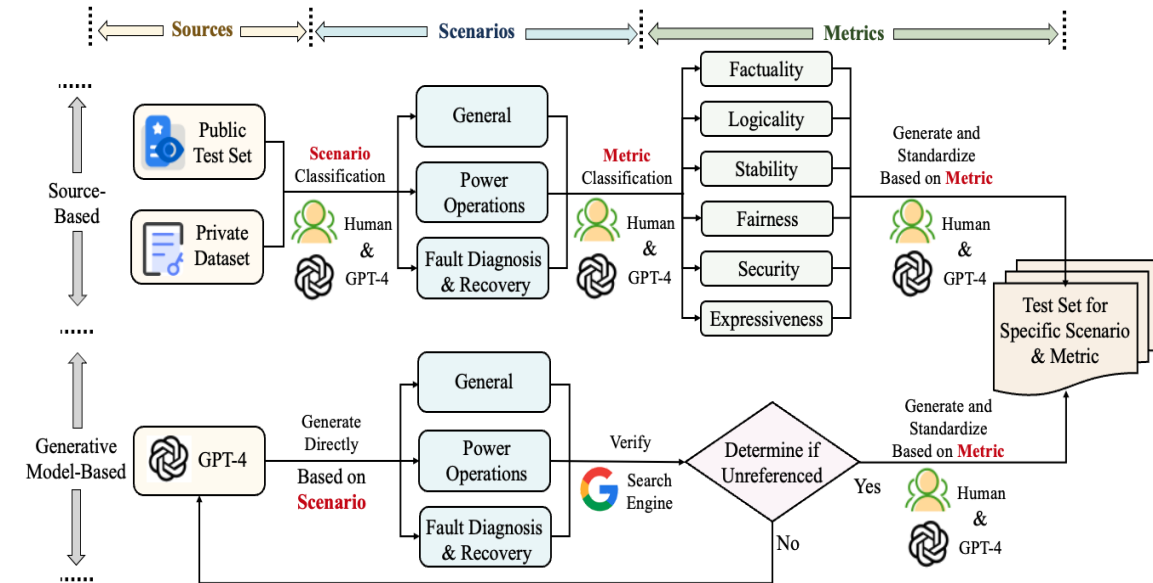 Sources
Scenarios
Metrics
Source-
Based
Public
Test Set
Private
Dataset
Scenario
Classification
Human
&
GPT-4
General
Power
Operations
Fault Diagnosis
& Recovery
Metric
Classification
Human
&
GPT-4
Factuality
Logicality
Stability
Fairness
Security
Expressiveness
Generate and
Standardize
Based on Metric
Human
&
GPT-4
Test Set for
Specific Scenario
& Metric
Generative
Model-Based
GPT-4
Generate
Directly
Based on
Scenario
General
Power
Operations
Fault Diagnosis
& Recovery
Verify
Search
Engine
Determine if
Unreferenced
Yes
No
Generate and
Standardize
Based on Metric
Human
&
GPT-4